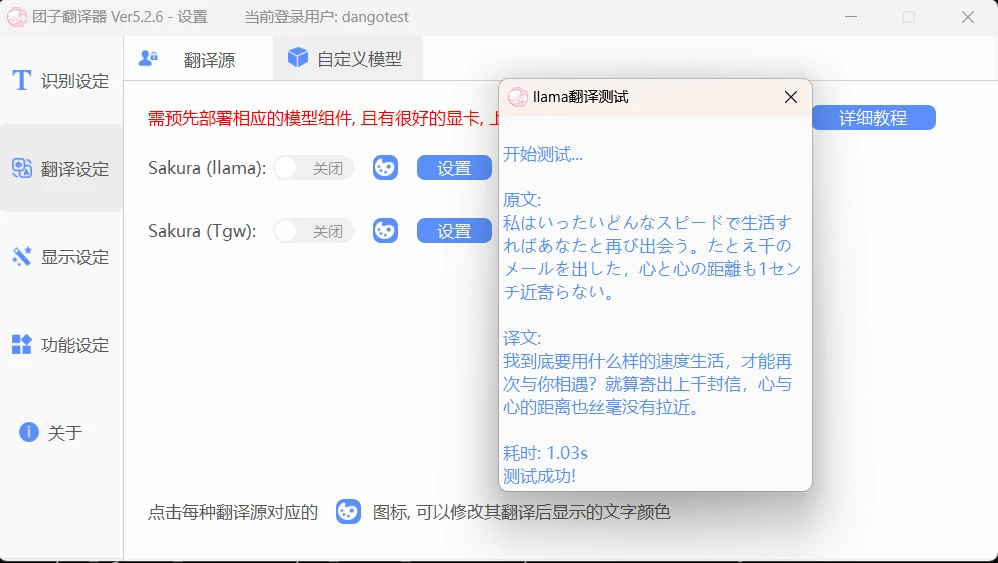 团子翻译器 Ver5.2.6 - 设置 当前登录用户: dangotest
识别设定
翻译设定
显示设定
功能设定
关于
翻译源
自定义模型
需预先部署相应的模型组件, 且有很好的显卡, 上
详细教程
Sakura (llama): 关闭 设置
Sakura (Tgw): 关闭 设置
llama翻译测试
开始测试...
原文:
私はいったいどんなスピードで生活す
ればあなたと再び出会う。たとえ千の
メールを出した，心と心の距離も1セン
チ近寄らない。
译文:
我到底要用什么样的速度生活，才能再
次与你相遇？就算寄出上千封信，心与
心的距离也丝毫没有拉近。
耗时: 1.03s
测试成功!
点击每种翻译源对应的 图标, 可以修改其翻译后显示的文字颜色